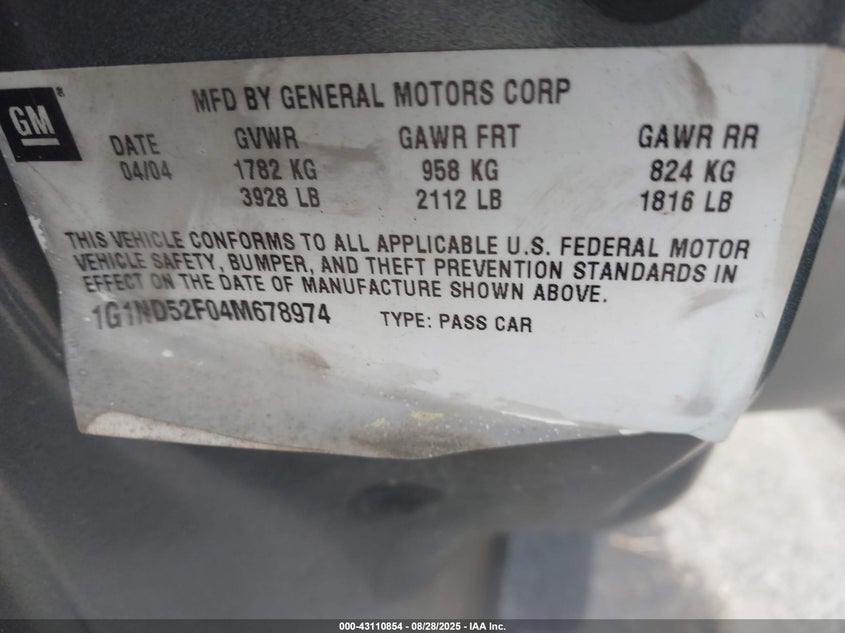 GM ®
MFD BY GENERAL MOTORS CORP
DATE GVWR GAWR FRT GAWR RR
04/04 1782 KG 958 KG 824 KG
3928 LB 2112 LB 1816 LB
THIS VEHICLE CONFORMS TO ALL APPLICABLE U.S. FEDERAL MOTOR
VEHICLE SAFETY, BUMPER, AND THEFT PREVENTION STANDARDS IN
EFFECT ON THE DATE OF MANUFACTURE SHOWN ABOVE.
1G1ND52F04M678974 TYPE: PASS CAR
000-43110854 | 08/28/2025 - IAA Inc.